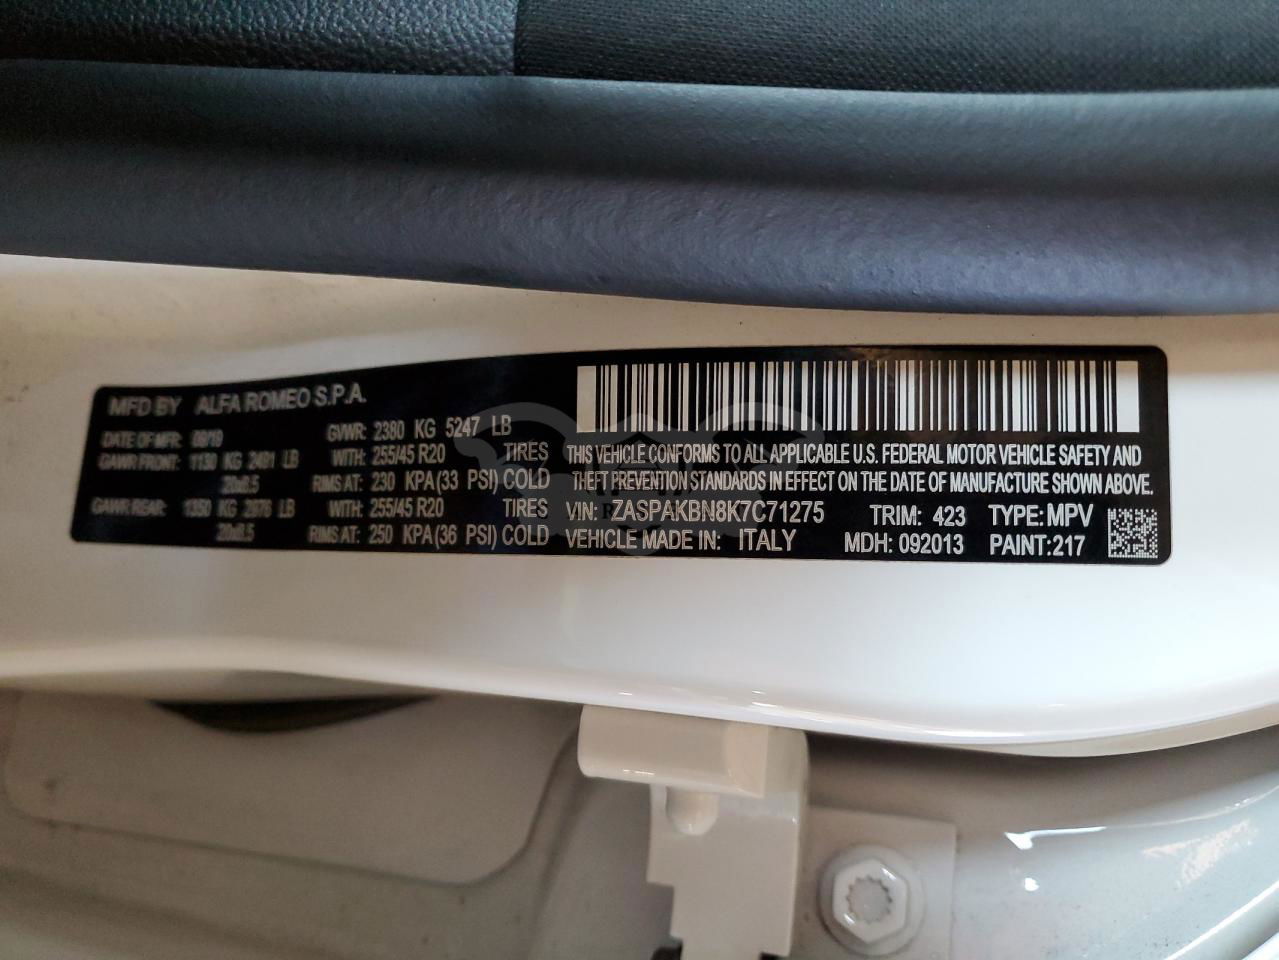 MFD BY ALFA ROMEO S.P.A.
DATE OF MFR: 09/19 GVWR: 2380 KG 5247 LB
GAWR FRONT: 1130 KG 2491 LB WITH: 255/45 R20 TIRES
20x8.5 RIMS AT: 230 KPA(33 PSI) COLD
GAWR REAR: 1350 KG 2976 LB WITH: 255/45 R20 TIRES
20x8.5 RIMS AT: 250 KPA(36 PSI) COLD
THIS VEHICLE CONFORMS TO ALL APPLICABLE U.S. FEDERAL MOTOR VEHICLE SAFETY AND
THEFT PREVENTION STANDARDS IN EFFECT ON THE DATE OF MANUFACTURE SHOWN ABOVE.
VIN: ZASPAKBN8K7C71275 TRIM: 423 TYPE:MPV
VEHICLE MADE IN: ITALY MDH: 092013 PAINT:217